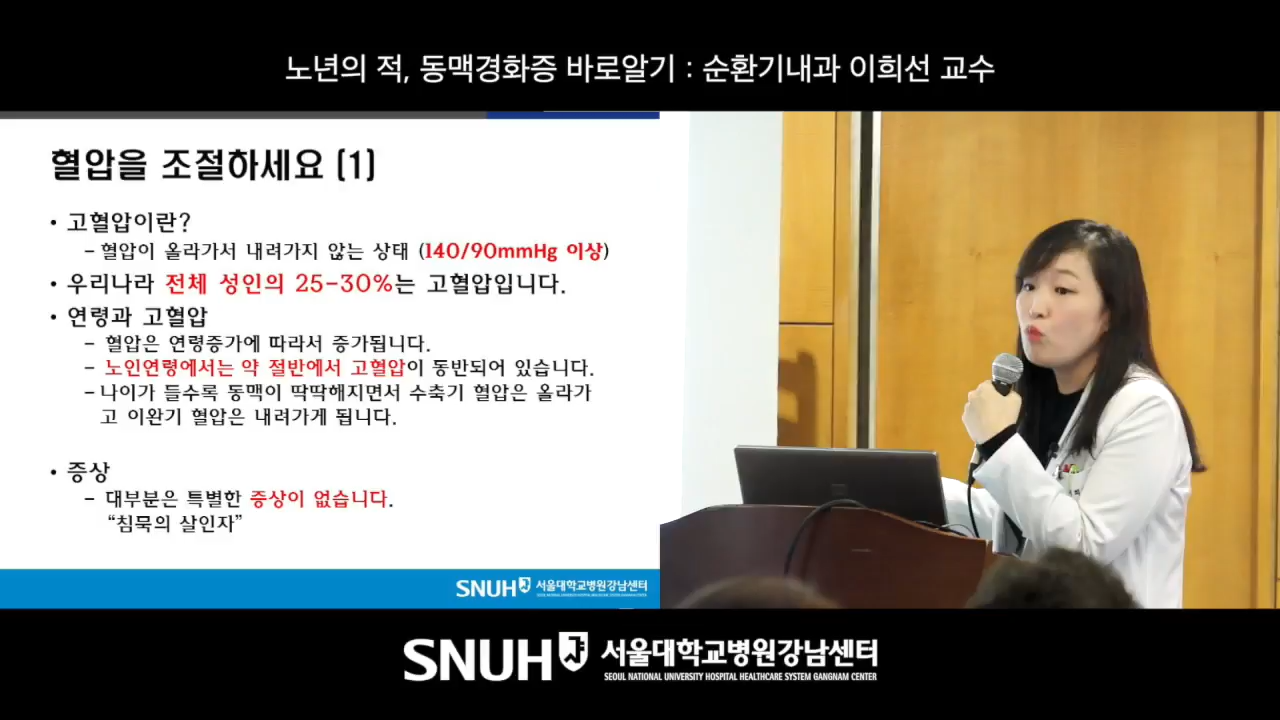 노년의 적, 동맥경화증 바로알기 : 순환기내과 이희선 교수
혈압을 조절하세요 (1)
• 고혈압이란?
– 혈압이 올라가서 내려가지 않는 상태 (140/90mmHg 이상)
• 우리나라 전체 성인의 25-30%는 고혈압입니다.
• 연령과 고혈압
– 혈압은 연령증가에 따라서 증가됩니다.
– 노인연령에서는 약 절반에서 고혈압이 동반되어 있습니다.
– 나이가 들수록 동맥이 딱딱해지면서 수축기 혈압은 올라가
고 이완기 혈압은 내려가게 됩니다.
• 증상
– 대부분은 특별한 증상이 없습니다.
“침묵의 살인자”
SNUH 서울대학교병원강남센터
SNUH 서울대학교병원강남센터
SEOUL NATIONAL UNIVERSITY HOSPITAL HEALTHCARE SYSTEM GANGNAM CENTER